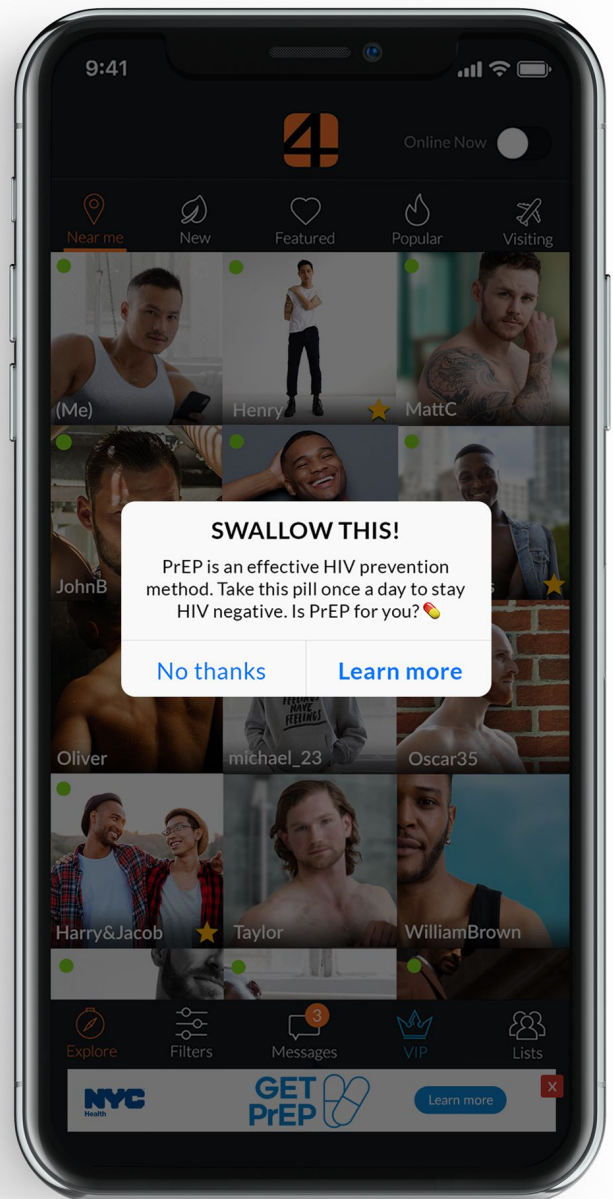 9:41
4
Online Now
Near me
New
Featured
Popular
Visiting
(Me)
Henry
MattC
JohnB
s
SWALLOW THIS!
PrEP is an effective HIV prevention
method. Take this pill once a day to stay
HIV negative. Is PrEP for you?💊
No thanks
Learn more
HAVE
FEELINGS
Oliver
michael_23
Oscar35
Harry&Jacob
Taylor
WilliamBrown
3
Explore
Filters
Messages
VIP
Lists
NYC
Health
GET
PrEP
Learn more
X